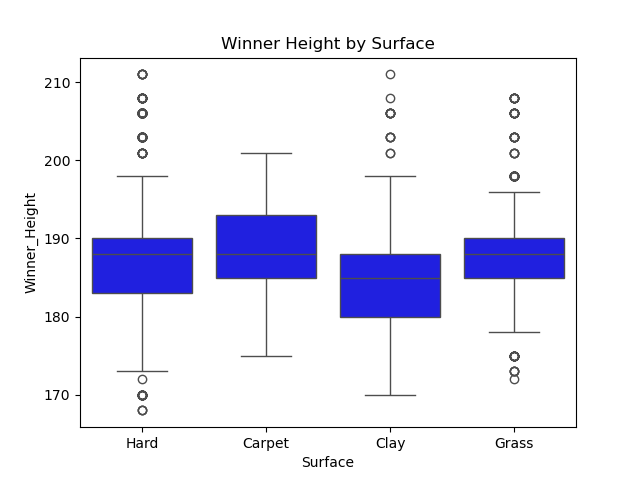 Winner Height by Surface
Winner_Height
210
200
190
180
170
Hard Carpet Clay Grass
Surface